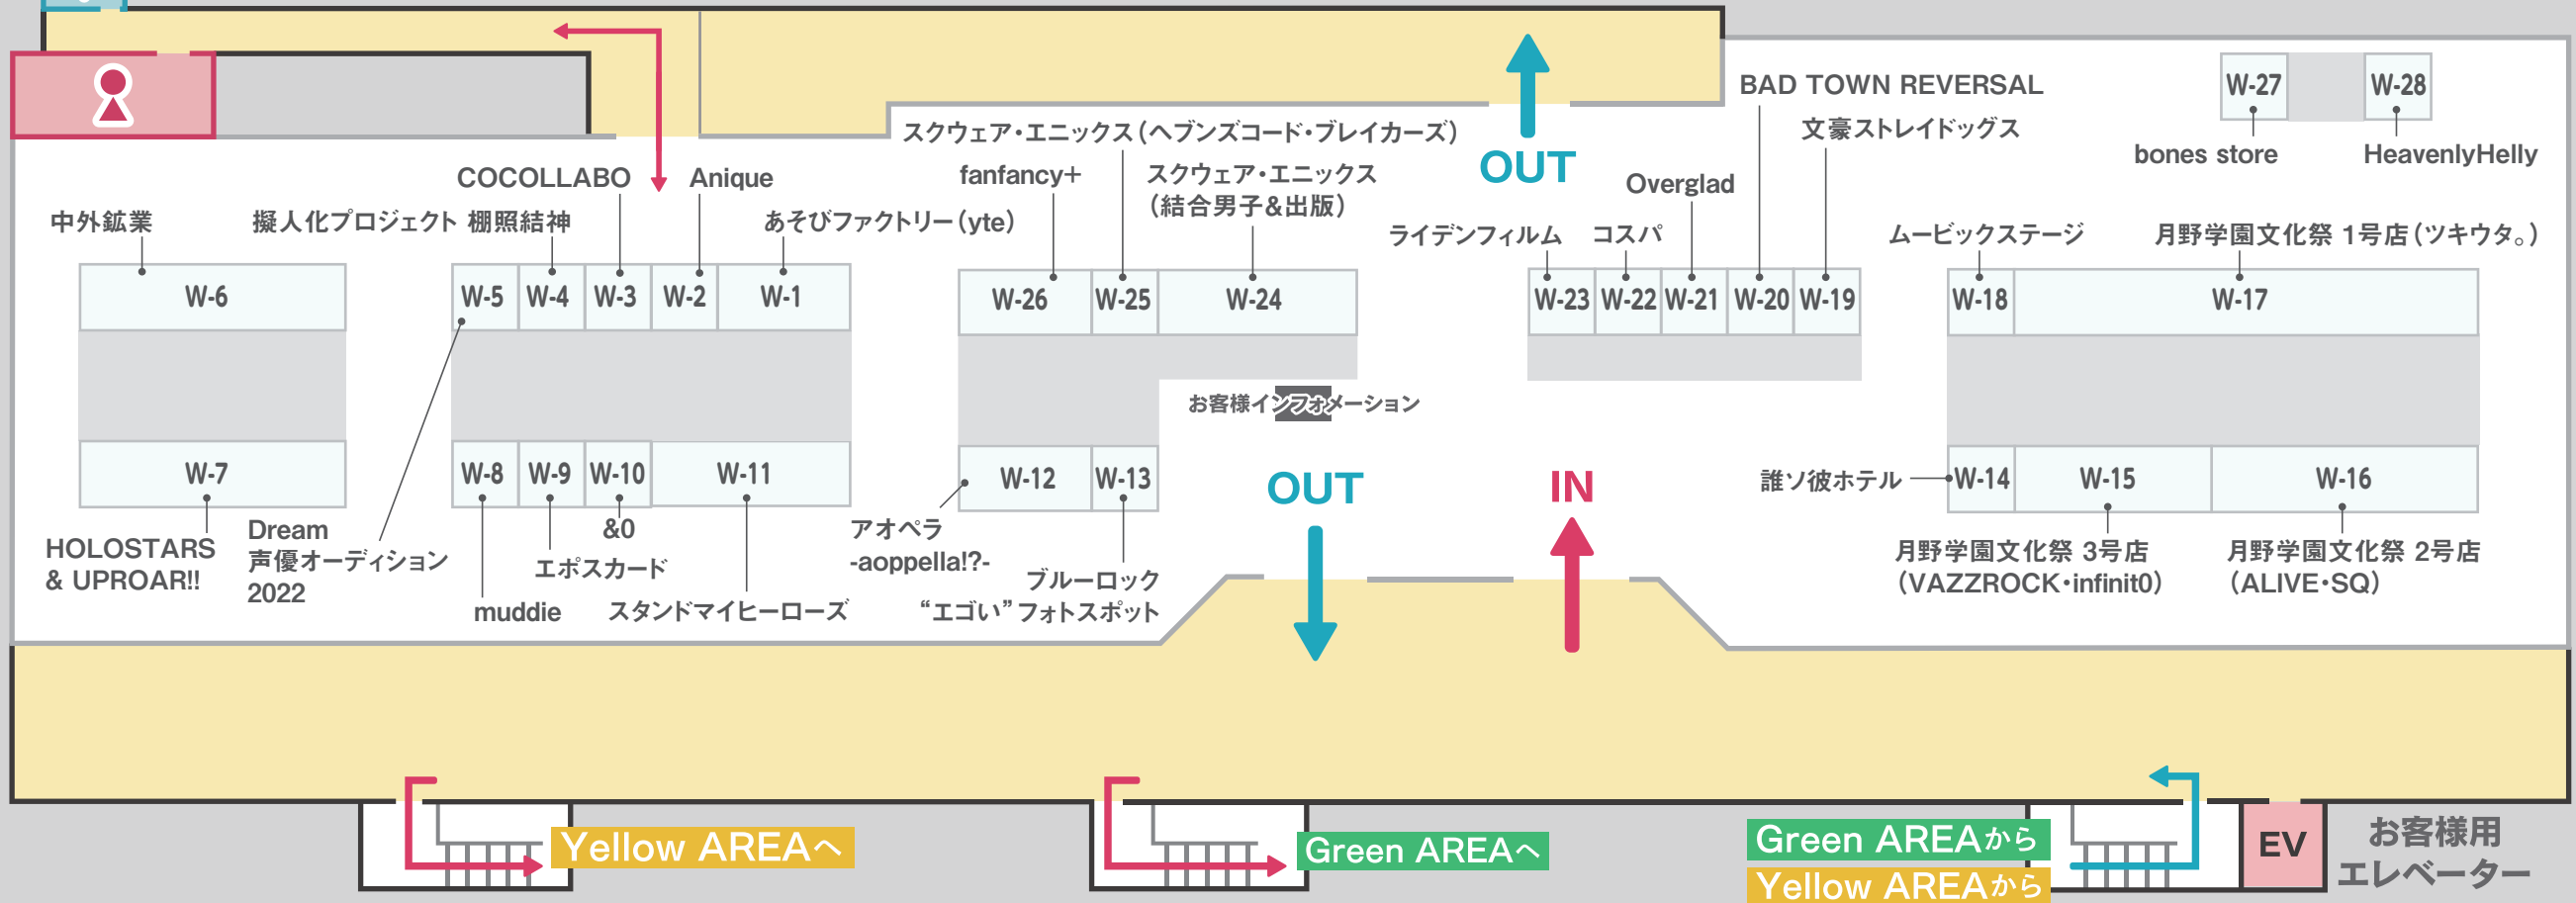 BAD TOWN REVERSAL
W-27
W-28
スクウェア・エニックス（ヘブンズコード・ブレイカーズ）
OUT
文豪ストレイドッグス
bones store
HeavenlyHelly
COCOLLABO
Anique
fanfancy+
スクウェア・エニックス
（結合男子&出版）
Overglad
中外鉱業
擬人化プロジェクト 棚照結神
あそびファクトリー（yte）
ライデンフィルム
コスパ
ムービックステージ
月野学園文化祭 1号店（ツキウタ。）
W-6
W-5
W-4
W-3
W-2
W-1
W-26
W-25
W-24
W-23
W-22
W-21
W-20
W-19
W-18
W-17
お客様インフォメーション
W-7
W-8
W-9
W-10
W-11
W-12
W-13
OUT
IN
誰ソ彼ホテル
W-14
W-15
W-16
HOLOSTARS
& UPROAR!!
Dream
声優オーディション
2022
muddie
エポスカード
&0
スタンドマイヒーローズ
アオペラ
-aoppella!?-
ブルーロック
“エゴい”フォトスポット
月野学園文化祭 3号店
（VAZZROCK・infinit0）
月野学園文化祭 2号店
（ALIVE・SQ）
Yellow AREAへ
Green AREAへ
Green AREAから
Yellow AREAから
EV
お客様用
エレベーター